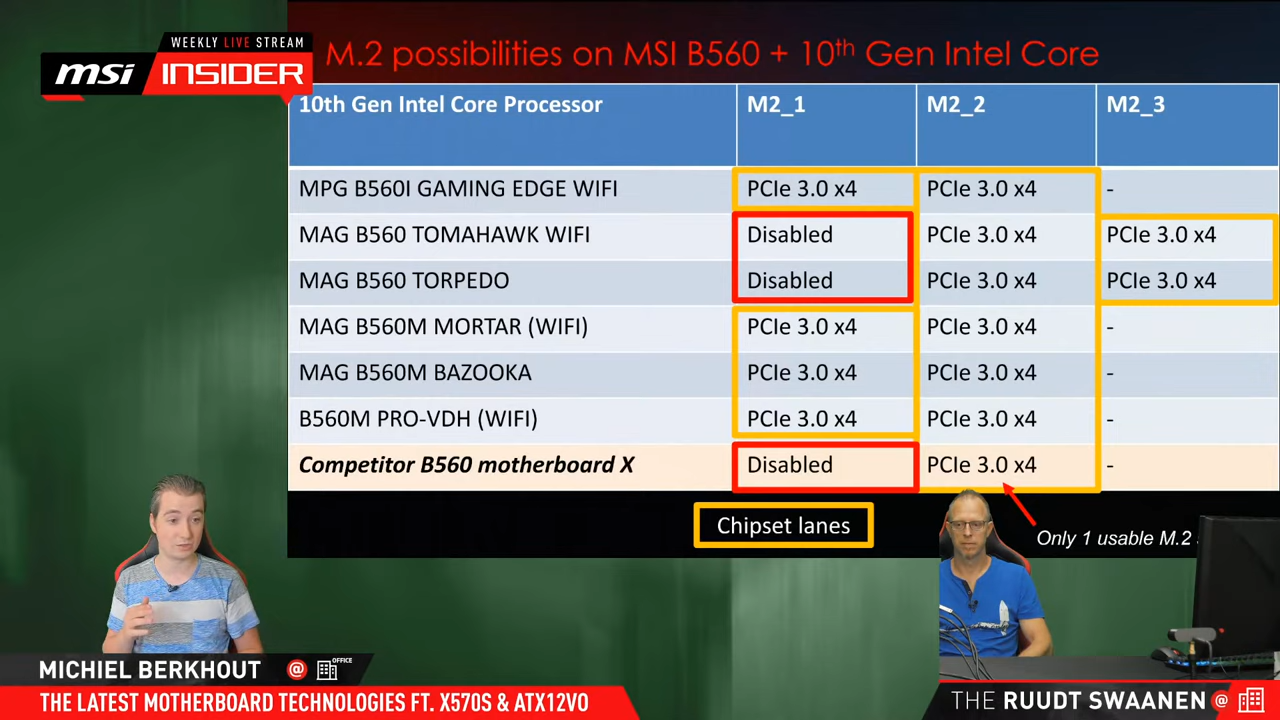 WEEKLY LIVE STREAM
msi INSIDER
M.2 possibilities on MSI B560 + 10th Gen Intel Core
10th Gen Intel Core Processor M2_1 M2_2 M2_3
MPG B560I GAMING EDGE WIFI PCIe 3.0 x4 PCIe 3.0 x4 -
MAG B560 TOMAHAWK WIFI Disabled PCIe 3.0 x4 PCIe 3.0 x4
MAG B560 TORPEDO Disabled PCIe 3.0 x4 PCIe 3.0 x4
MAG B560M MORTAR (WIFI) PCIe 3.0 x4 PCIe 3.0 x4 -
MAG B560M BAZOOKA PCIe 3.0 x4 PCIe 3.0 x4 -
B560M PRO-VDH (WIFI) PCIe 3.0 x4 PCIe 3.0 x4 -
Competitor B560 motherboard X Disabled PCIe 3.0 x4 -
Chipset lanes
Only 1 usable M.2
MICHIEL BERKHOUT @ OFFICE
THE LATEST MOTHERBOARD TECHNOLOGIES FT. X570S & ATX12VO
THE RUUDT SWAANEN @